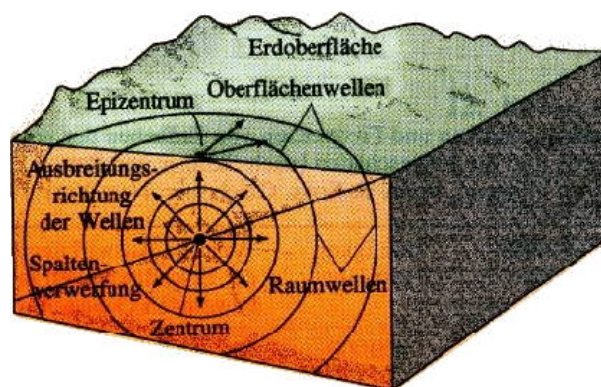 Erdoberfläche
Oberflächenwellen
Epizentrum
Ausbreitungs-
richtung
der Wellen
Spalten-
verwerfung
Raumwellen
Zentrum